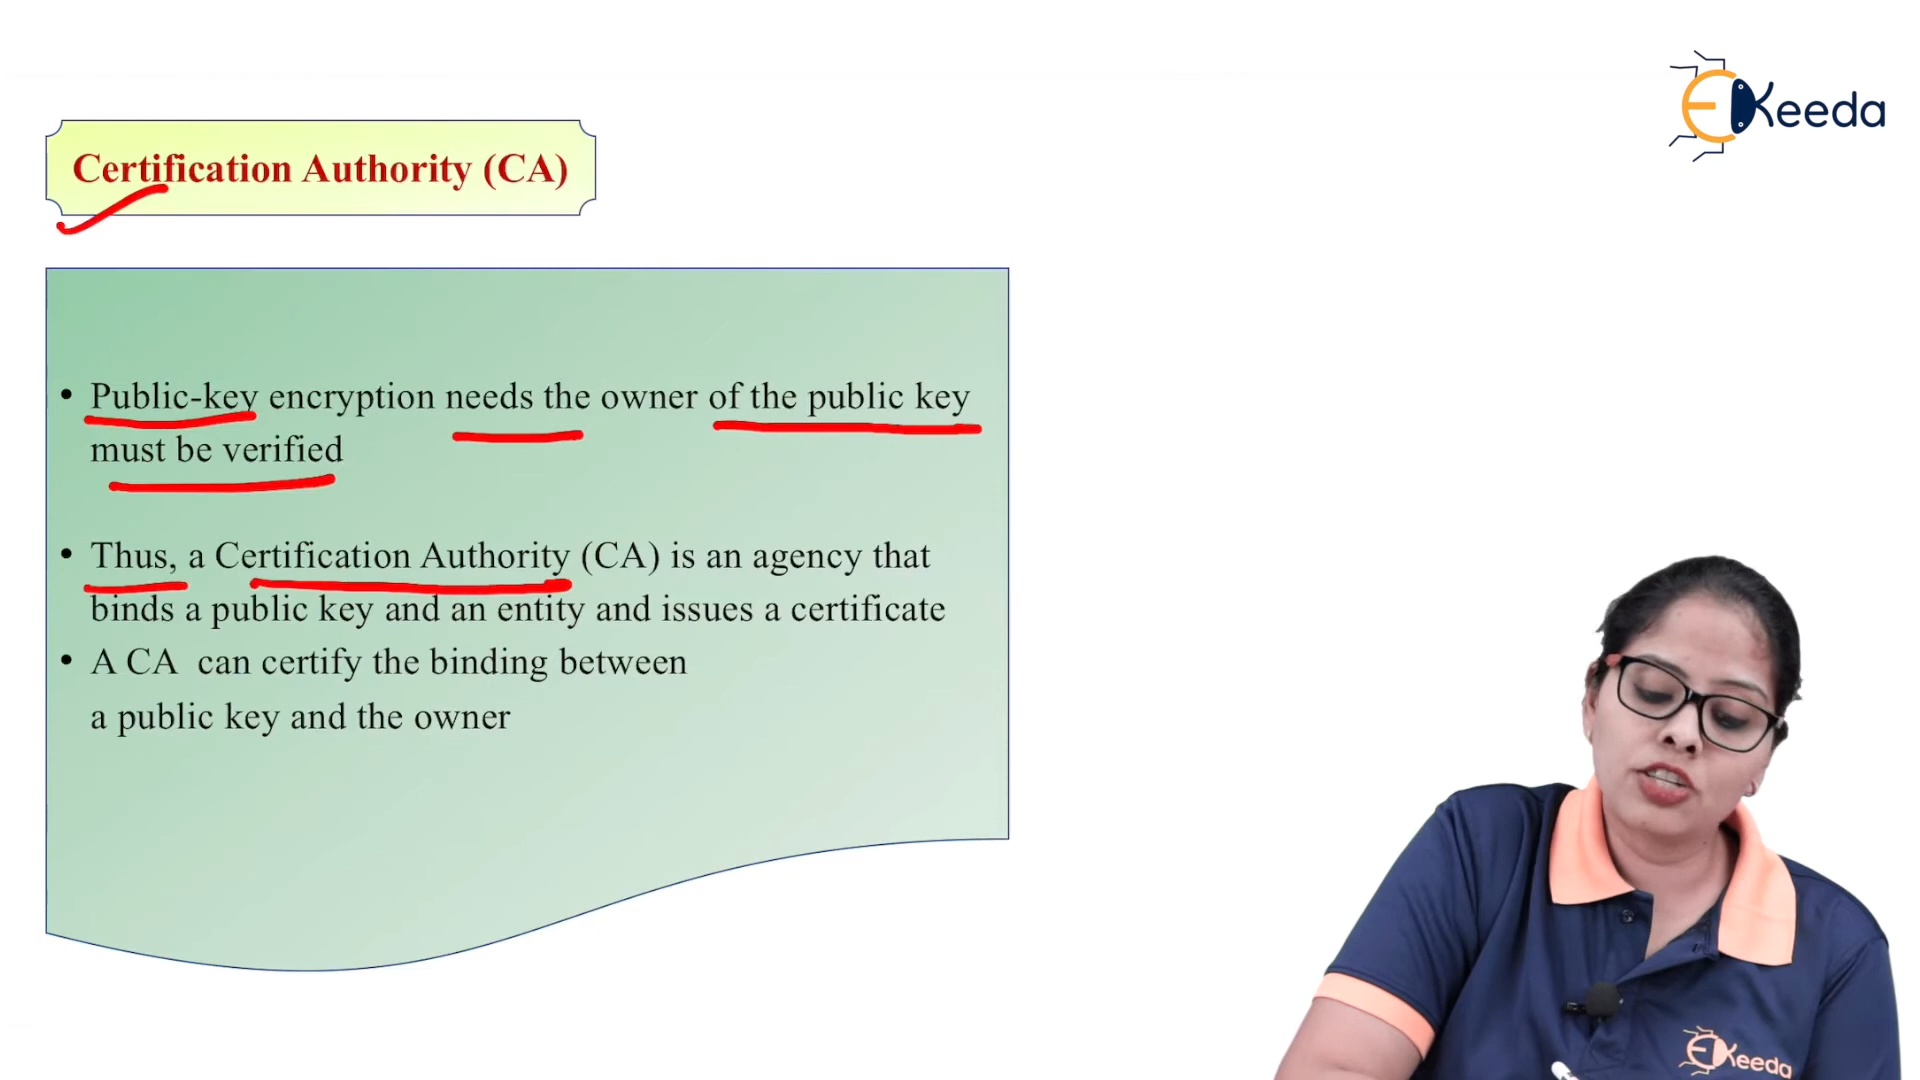 EKeeda
Certification Authority (CA)
• Public-key encryption needs the owner of the public key
must be verified
• Thus, a Certification Authority (CA) is an agency that
binds a public key and an entity and issues a certificate
• A CA can certify the binding between
a public key and the owner
EKeeda